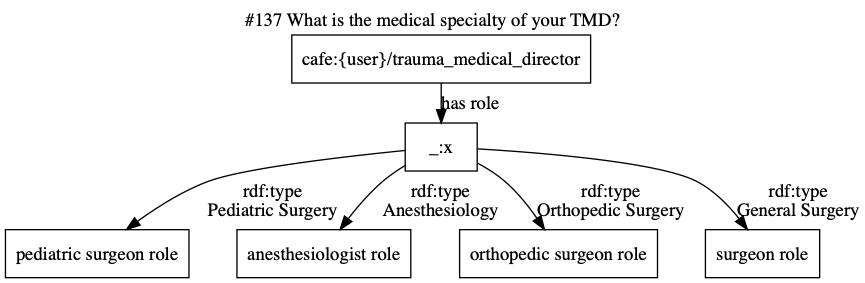 #137 What is the medical specialty of your TMD?
cafe:{user}/trauma_medical_director
has role
_:x
rdf:type
Pediatric Surgery
rdf:type
Anesthesiology
rdf:type
Orthopedic Surgery
rdf:type
General Surgery
pediatric surgeon role
anesthesiologist role
orthopedic surgeon role
surgeon role